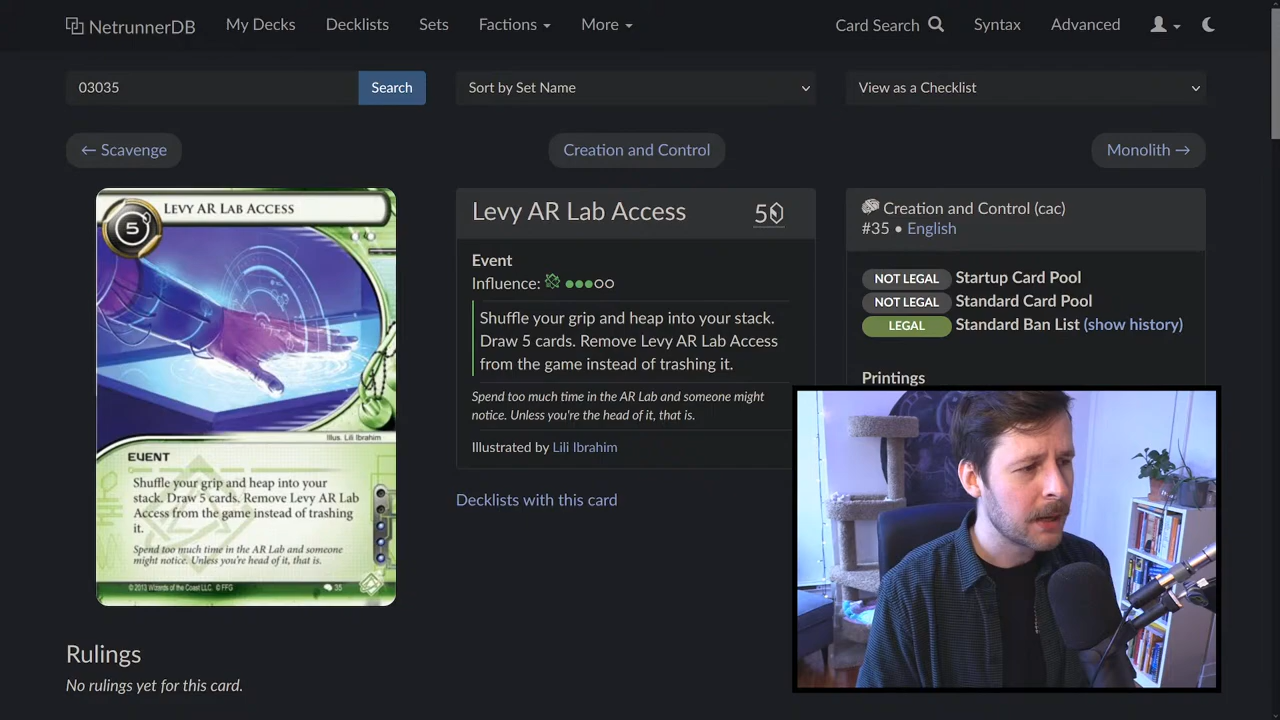 NetrunnerDB
My Decks
Decklists
Sets
Factions
More
Card Search
Syntax
Advanced
03035
Search
Sort by Set Name
View as a Checklist
← Scavenge
Creation and Control
Monolith →
LEVY AR LAB ACCESS
5
Illus. Lili Ibrahim
EVENT
Shuffle your grip and heap into your
stack. Draw 5 cards. Remove Levy AR Lab
Access from the game instead of trashing
it.
Spend too much time in the AR Lab and someone
might notice. Unless you're head of it, that is.
© 2013 Wizards of the Coast LLC. © FFG
35
Levy AR Lab Access
5
Event
Influence:
Shuffle your grip and heap into your stack.
Draw 5 cards. Remove Levy AR Lab Access
from the game instead of trashing it.
Spend too much time in the AR Lab and someone might
notice. Unless you're the head of it, that is.
Illustrated by Lili Ibrahim
Decklists with this card
Creation and Control (cac)
#35 • English
NOT LEGAL Startup Card Pool
NOT LEGAL Standard Card Pool
LEGAL Standard Ban List (show history)
Printings
Rulings
No rulings yet for this card.